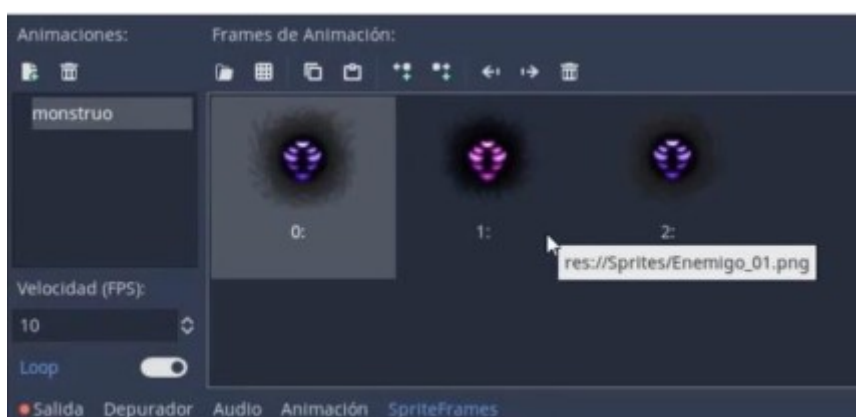 Animaciones:
Frames de Animación:
monstruo
0:
1:
2:
res://Sprites/Enemigo_01.png
Velocidad (FPS):
10
Loop
Salida Depurador Audio Animación SpriteFrames